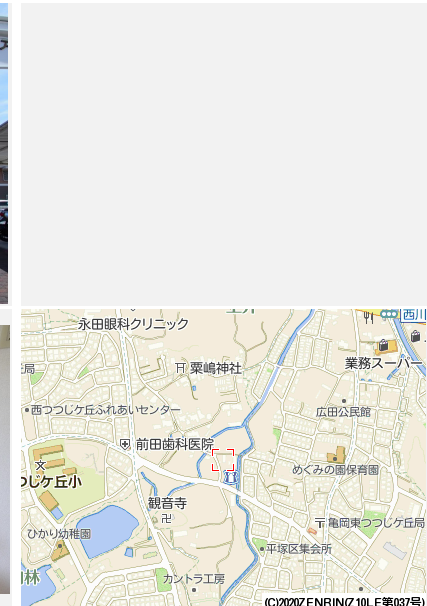 永田眼科クリニック
西川
粟嶋神社
業務スーパー
西つつじケ丘ふれあいセンター
広田公民館
前田歯科医院
めぐみの園保育園
つじケ丘小
観音寺
亀岡東つつじケ丘局
ひかり幼稚園
平塚区集会所
カントラ工房
(C)2020ZENRIN(Z10LE第037号)